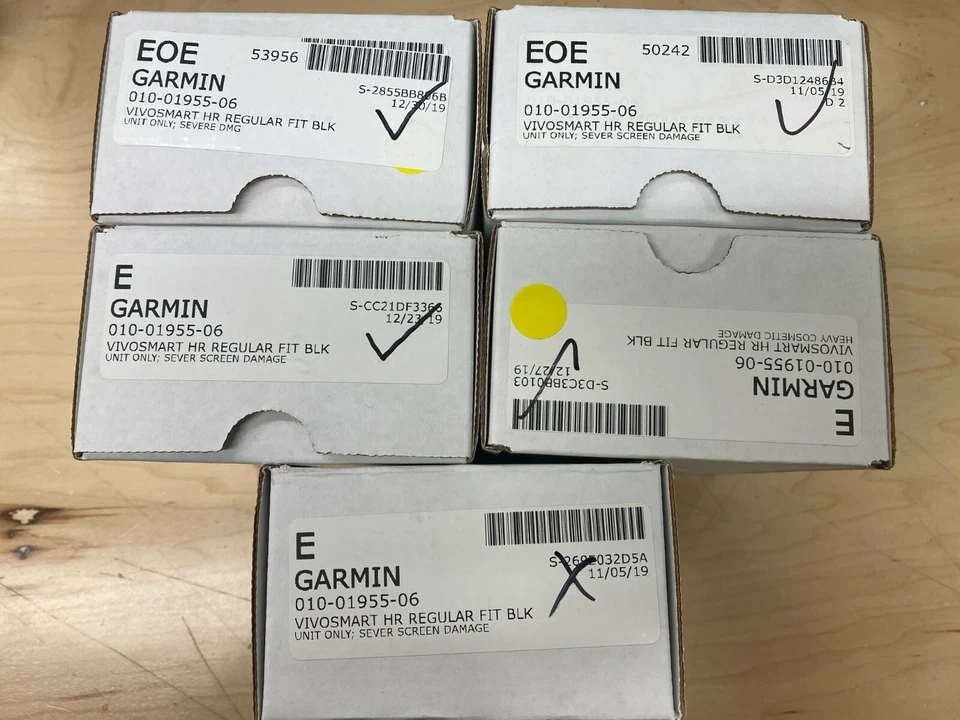 EOE 53956
GARMIN
010-01955-06
12/30/19
VIVOSMART HR REGULAR FIT BLK
UNIT ONLY; SEVERE DMG
EOE 50242
GARMIN
11/05/19
D 2
010-01955-06
VIVOSMART HR REGULAR FIT BLK
UNIT ONLY; SEVER SCREEN DAMAGE
E
GARMIN
S-CC21DF3366
010-01955-06
12/23/19
VIVOSMART HR REGULAR FIT BLK
UNIT ONLY; SEVER SCREEN DAMAGE
E
GARMIN
S-D3C3BB0103
010-01955-06
12/27/19
VIVOSMART HR REGULAR FIT BLK
HEAVY COSMETIC DAMAGE
E
GARMIN
11/05/19
010-01955-06
VIVOSMART HR REGULAR FIT BLK
UNIT ONLY; SEVER SCREEN DAMAGE